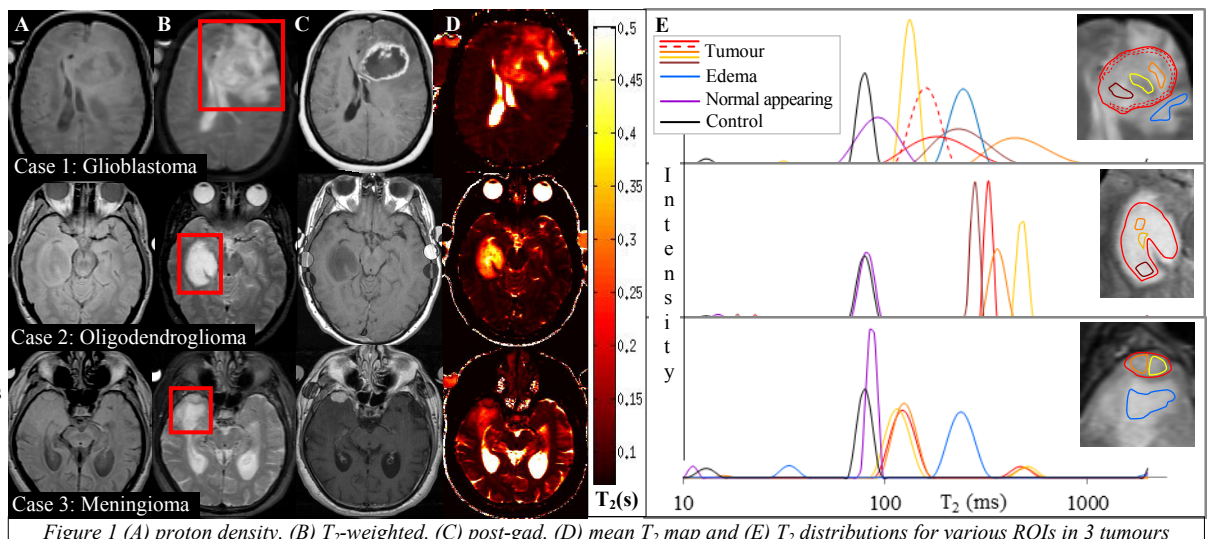 A B C D
T₂(s)
0.5
0.45
0.4
0.35
0.3
0.25
0.2
0.15
0.1
E
Tumour
Edema
Normal appearing
Control
Case 1: Glioblastoma
Case 2: Oligodendroglioma
Case 3: Meningioma
Intensity
10 100 1000
T₂ (ms)
Figure 1 (A) proton density, (B) T₂-weighted, (C) post-gad, (D) mean T₂ map and (E) T₂ distributions for various ROIs in 3 tumours